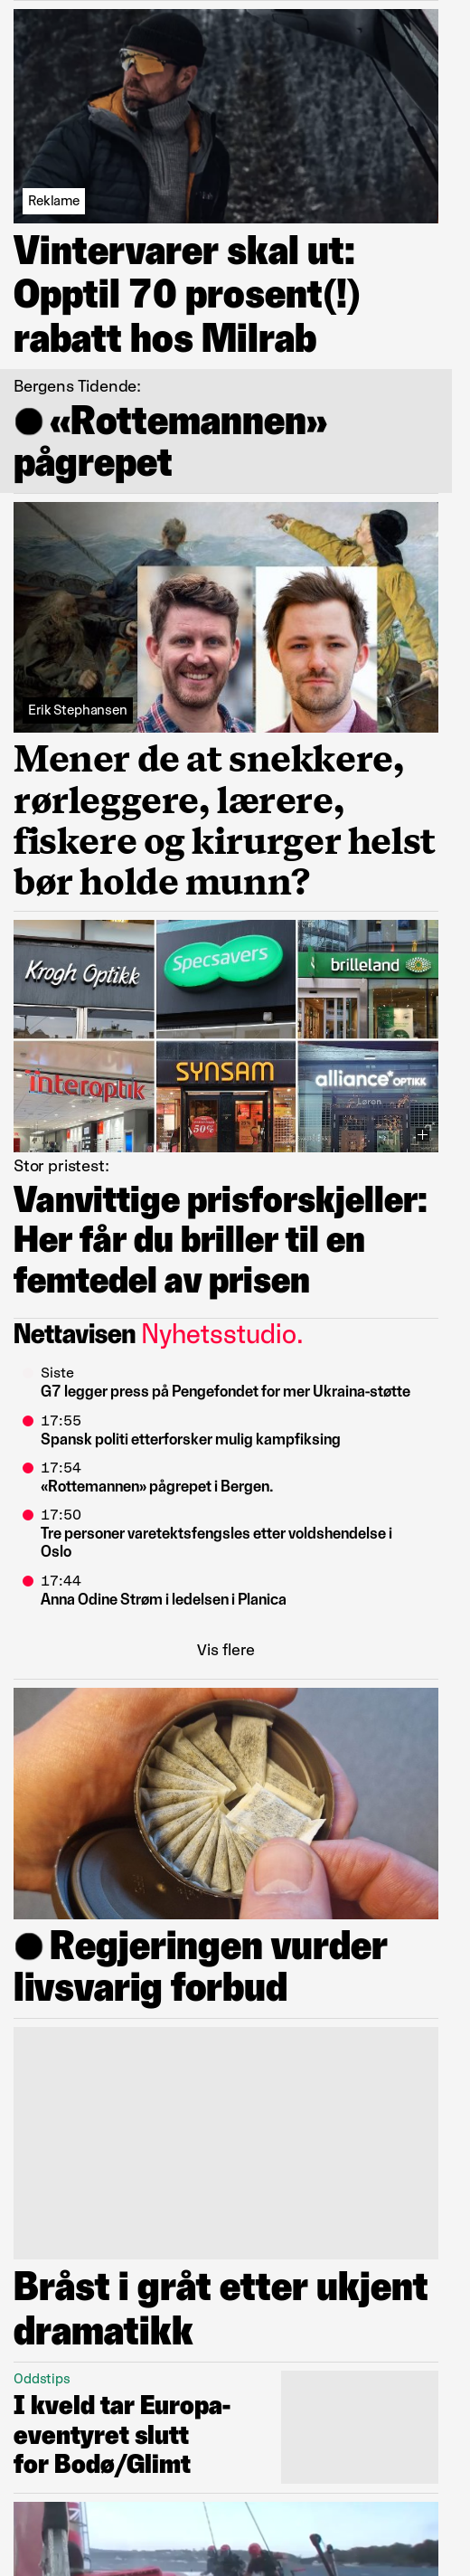 Reklame
Vintervarer skal ut:
Opptil 70 prosent(!)
rabatt hos Milrab
Bergens Tidende:
«Rottemannen»
pågrepet
Erik Stephansen
Mener de at snekkere,
rørleggere, lærere,
fiskere og kirurger helst
bør holde munn?
Krogh Optikk
Specsavers
brilleland
interoptik
SYNSAM
50%
alliance* OPTIKK
Løren
Stor pristest:
Vanvittige prisforskjeller:
Her får du briller til en
femtedel av prisen
Nettavisen Nyhetsstudio.
Siste
G7 legger press på Pengefondet for mer Ukraina-støtte
17:55
Spansk politi etterforsker mulig kampfiksing
17:54
«Rottemannen» pågrepet i Bergen.
17:50
Tre personer varetektsfengsles etter voldshendelse i
Oslo
17:44
Anna Odine Strøm i ledelsen i Planica
Vis flere
Regjeringen vurder
livsvarig forbud
Bråst i gråt etter ukjent
dramatikk
Oddstips
I kveld tar Europa-
eventyret slutt
for Bodø/Glimt